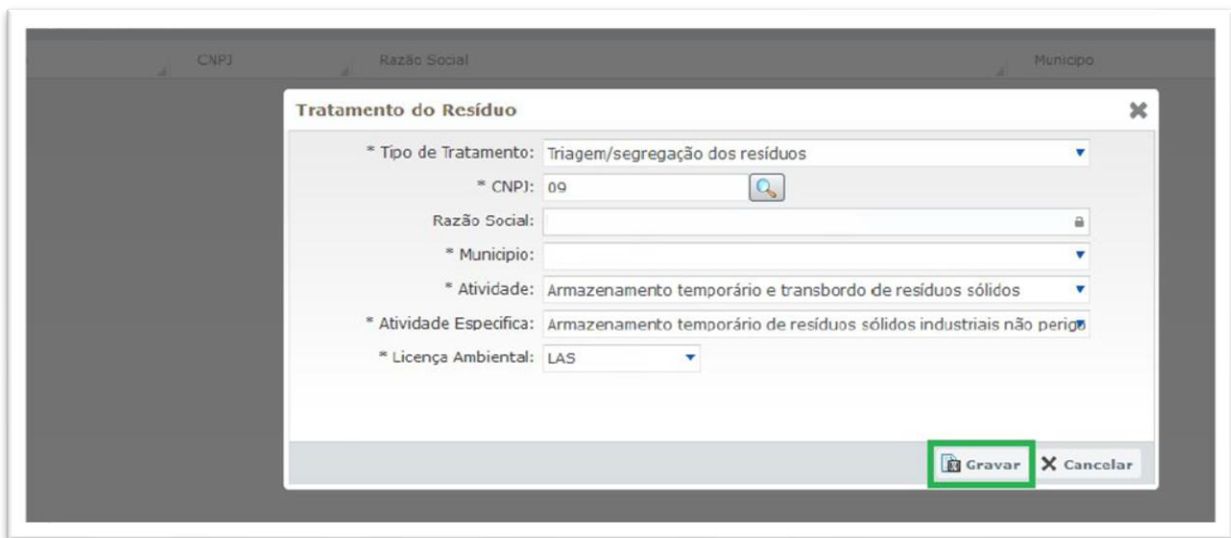 CNPJ Razão Social Municipo
Tratamento do Resíduo
* Tipo de Tratamento: Triagem/segregação dos resíduos
* CNPJ: 09
Razão Social:
* Municipio:
* Atividade: Armazenamento temporário e transbordo de resíduos sólidos
* Atividade Especifica: Armazenamento temporário de resíduos sólidos industriais não perigo
* Licença Ambiental: LAS
Gravar Cancelar